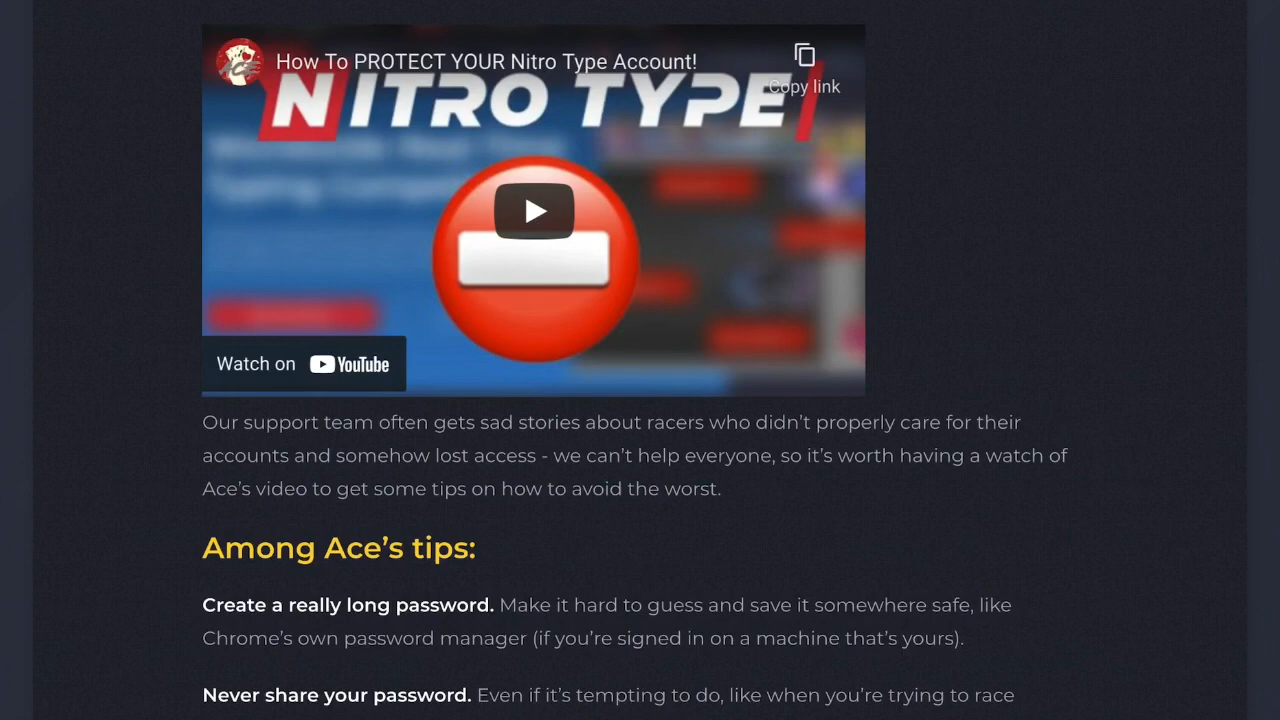 How To PROTECT YOUR Nitro Type Account!
Copy link
NITRO TYPE
Watch on YouTube
Our support team often gets sad stories about racers who didn’t properly care for their
accounts and somehow lost access - we can’t help everyone, so it’s worth having a watch of
Ace’s video to get some tips on how to avoid the worst.
Among Ace’s tips:
Create a really long password. Make it hard to guess and save it somewhere safe, like
Chrome’s own password manager (if you’re signed in on a machine that’s yours).
Never share your password. Even if it’s tempting to do, like when you’re trying to race